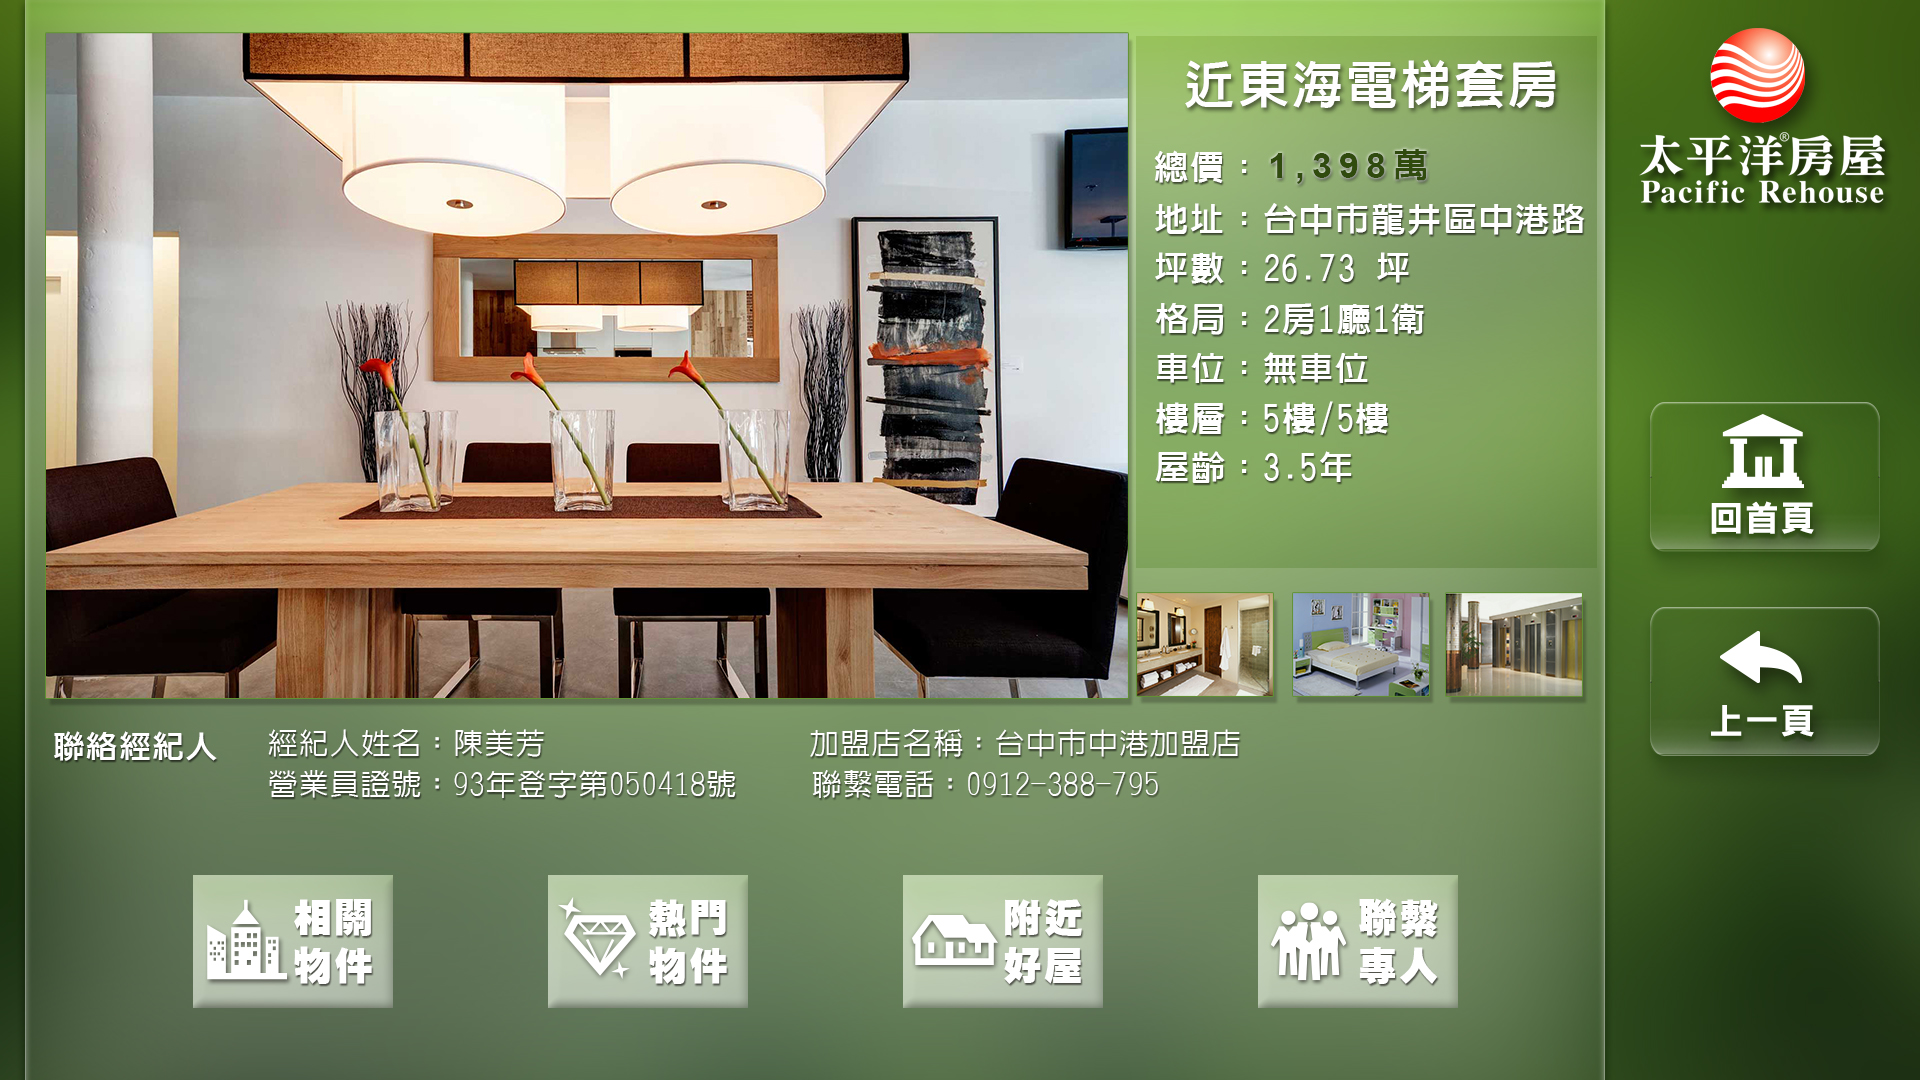 近東海電梯套房
總價：1,398萬
地址：台中市龍井區中港路
坪數：26.73 坪
格局：2房1廳1衛
車位：無車位
樓層：5樓/5樓
屋齡：3.5年
太平洋房屋®
Pacific Rehouse
回首頁
上一頁
聯絡經紀人
經紀人姓名：陳美芳
加盟店名稱：台中市中港加盟店
營業員證號：93年登字第050418號
聯繫電話：0912-388-795
相關
物件
熱門
物件
附近
好屋
聯繫
專人